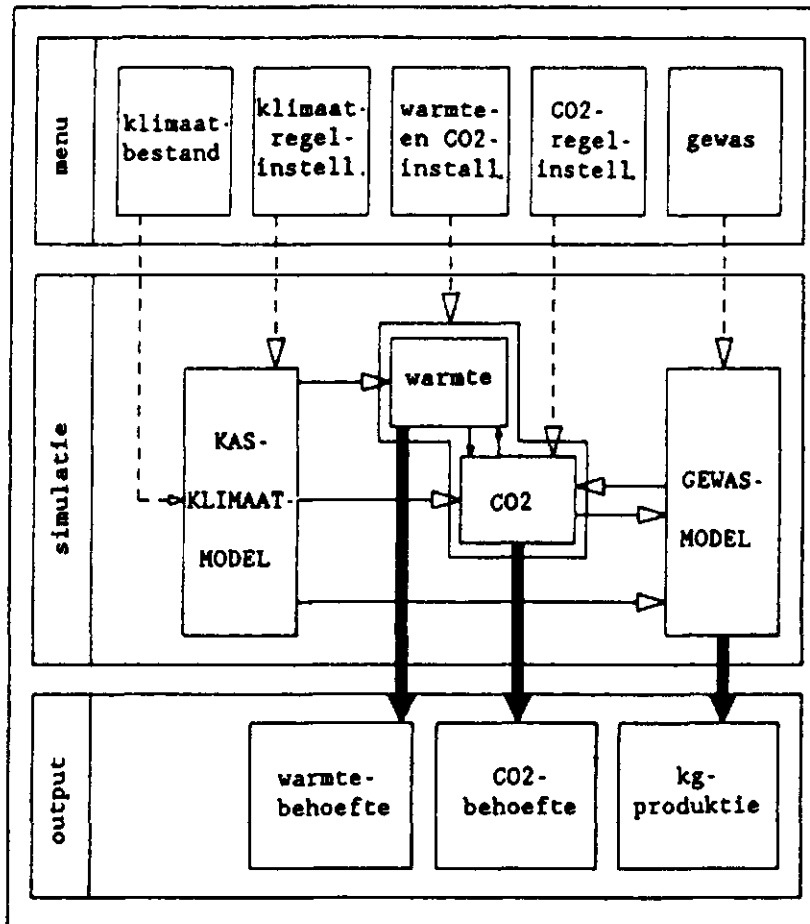 menu
klimaat-
bestand
klimaat-
regel-
instell.
warmte-
en CO2-
install.
CO2-
regel-
instell.
gewas
simulatie
KAS-
KLIMAAT-
MODEL
warmte
CO2
GEWAS-
MODEL
output
warmte-
behoefte
CO2-
behoefte
kg-
produktie